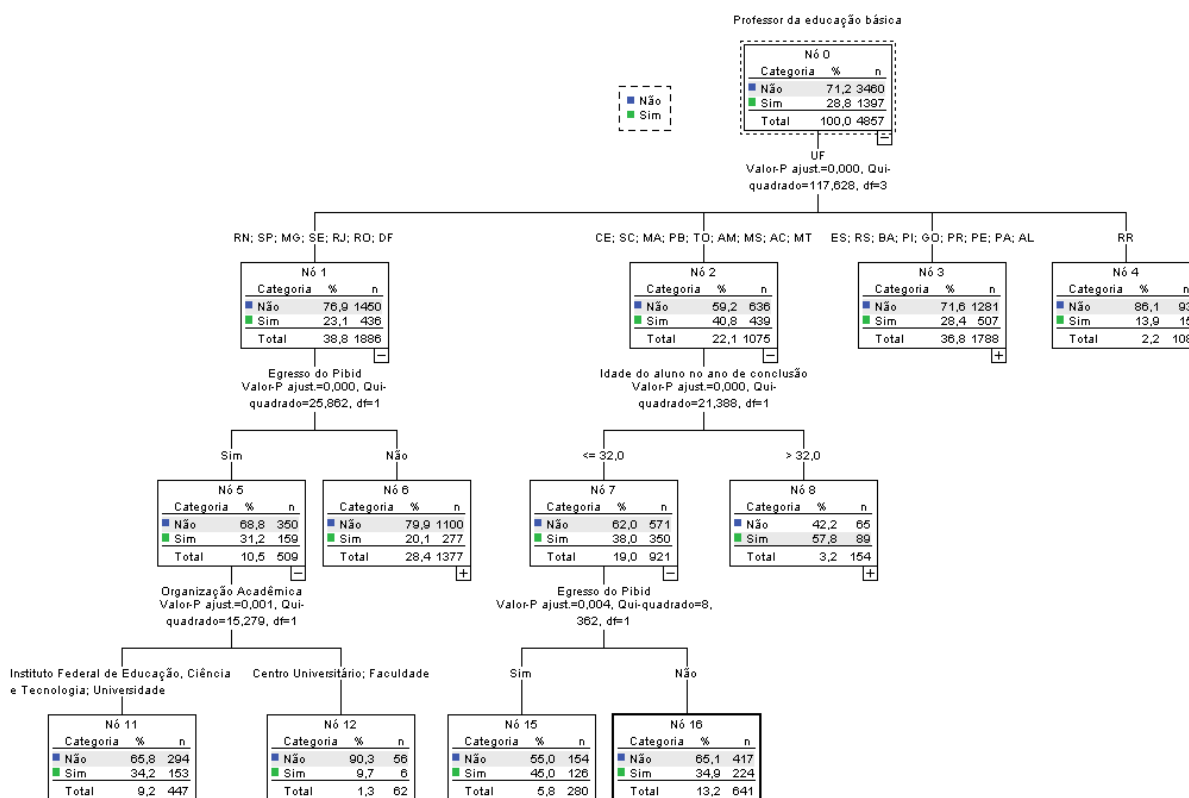 Professor da educação básica
Nó 0
Categoria % n
Não 71,2 3460
Sim 28,8 1397
Total 100,0 4857
Não
Sim
UF
Valor-P ajust.=0,000, Qui-
quadrado=117,628, df=3
RN; SP; MG; SE; RJ; RO; DF
CE; SC; MA; PB; TO; AM; MS; AC; MT
ES; RS; BA; PI; GO; PR; PE; PA; AL
RR
Nó 1
Categoria % n
Não 76,9 1450
Sim 23,1 436
Total 38,8 1886
Nó 2
Categoria % n
Não 59,2 636
Sim 40,8 439
Total 22,1 1075
Nó 3
Categoria % n
Não 71,6 1281
Sim 28,4 507
Total 36,8 1788
Nó 4
Categoria % n
Não 86,1 93
Sim 13,9 15
Total 2,2 108
Egresso do Pibid
Valor-P ajust.=0,000, Qui-
quadrado=25,862, df=1
Idade do aluno no ano de conclusão
Valor-P ajust.=0,000, Qui-
quadrado=21,388, df=1
Sim
Não
<= 32,0
> 32,0
Nó 5
Categoria % n
Não 68,8 350
Sim 31,2 159
Total 10,5 509
Nó 6
Categoria % n
Não 79,9 1100
Sim 20,1 277
Total 28,4 1377
Nó 7
Categoria % n
Não 62,0 571
Sim 38,0 350
Total 19,0 921
Nó 8
Categoria % n
Não 42,2 65
Sim 57,8 89
Total 3,2 154
Organização Acadêmica
Valor-P ajust.=0,001, Qui-
quadrado=15,279, df=1
Egresso do Pibid
Valor-P ajust.=0,004, Qui-quadrado=8,
362, df=1
Instituto Federal de Educação, Ciência
e Tecnologia; Universidade
Centro Universitário; Faculdade
Sim
Não
Nó 11
Categoria % n
Não 65,8 294
Sim 34,2 153
Total 9,2 447
Nó 12
Categoria % n
Não 90,3 56
Sim 9,7 6
Total 1,3 62
Nó 15
Categoria % n
Não 55,0 154
Sim 45,0 126
Total 5,8 280
Nó 16
Categoria % n
Não 65,1 417
Sim 34,9 224
Total 13,2 641